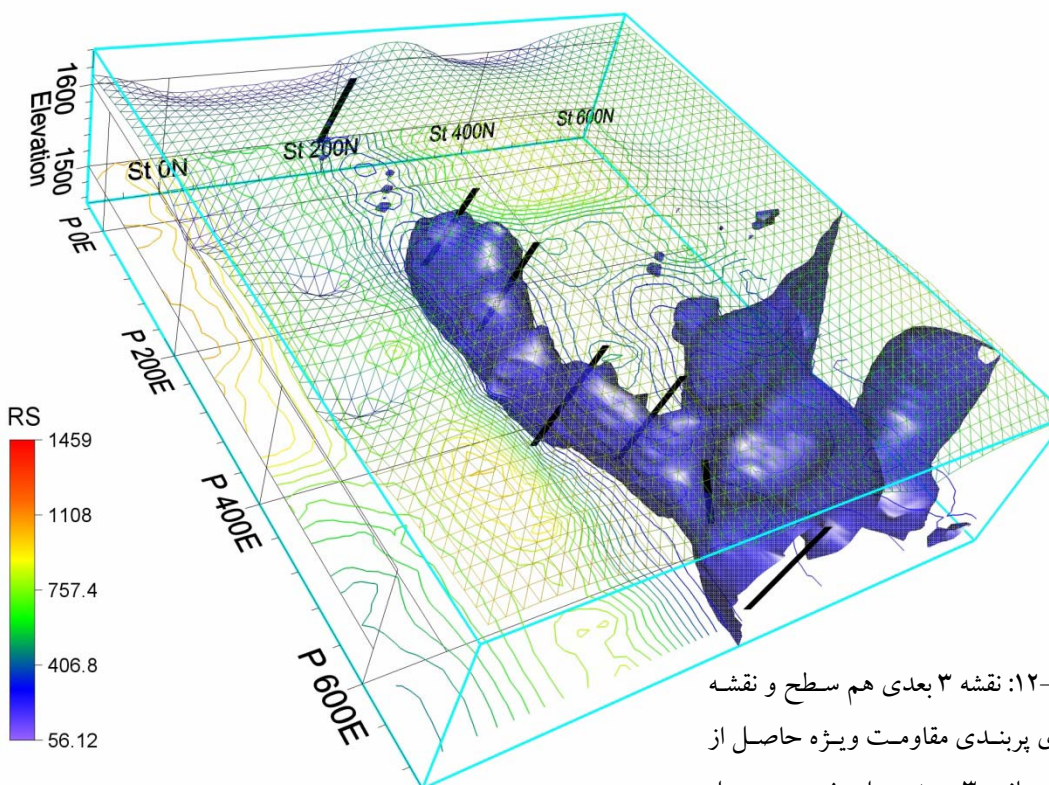 1600
1500
Elevation
St 0N
St 200N
St 400N
St 600N
P 0E
P 200E
P 400E
P 600E
RS
1459
1108
757.4
406.8
56.12
-۱۲: نقشه ۳ بعدی هم سطح و نقشه
پربندی مقاومت ویژه حاصل از